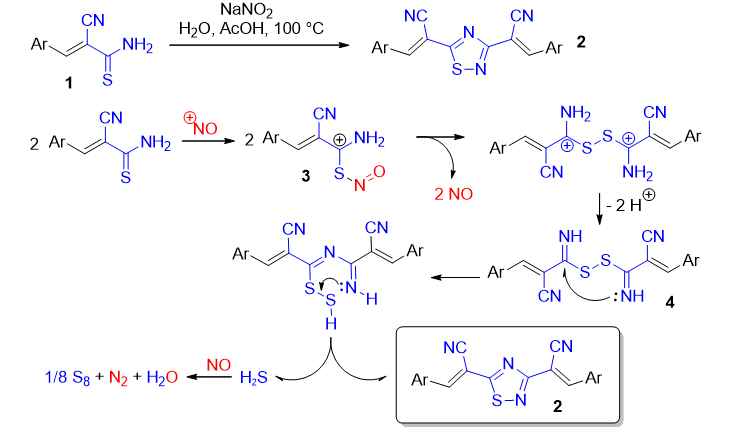 NaNO2
H2O, AcOH, 100 °C
CN
Ar
NH2
S
1
NC
CN
N
Ar
Ar
S
N
2
2
CN
Ar
NH2
S
⊕
NO
2
CN
Ar
⊕
NH2
S
N
O
3
2 NO
NH2
CN
S
S
Ar
Ar
⊕
⊕
CN
NH2
- 2 H⊕
NH
CN
S
S
Ar
Ar
CN
:NH
4
CN
CN
N
Ar
Ar
S
S
:N
H
H
NO
1/8 S8 + N2 + H2O
H2S
NC
CN
N
Ar
Ar
S
N
2